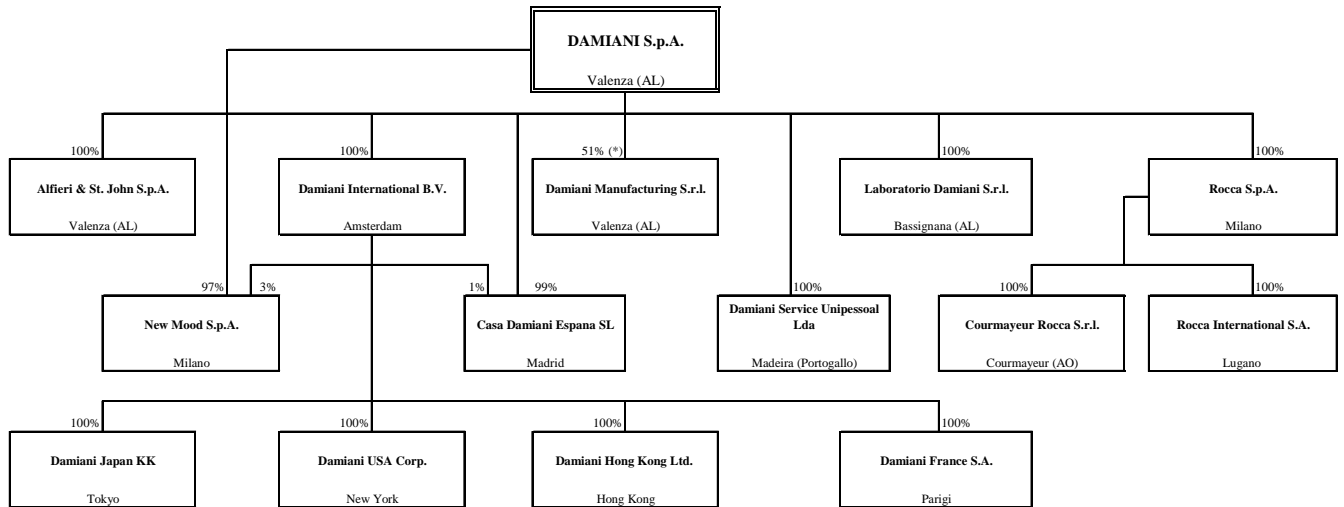 DAMIANI S.p.A.
Valenza (AL)
100%
Alfieri & St. John S.p.A.
Valenza (AL)
100%
Damiani International B.V.
Amsterdam
51% (*)
Damiani Manufacturing S.r.l.
Valenza (AL)
100%
Laboratorio Damiani S.r.l.
Bassignana (AL)
100%
Rocca S.p.A.
Milano
97%
3%
New Mood S.p.A.
Milano
1%
99%
Casa Damiani Espana SL
Madrid
100%
Damiani Service Unipessoal
Lda
Madeira (Portogallo)
100%
Courmayeur Rocca S.r.l.
Courmayeur (AO)
100%
Rocca International S.A.
Lugano
100%
Damiani Japan KK
Tokyo
100%
Damiani USA Corp.
New York
100%
Damiani Hong Kong Ltd.
Hong Kong
100%
Damiani France S.A.
Parigi